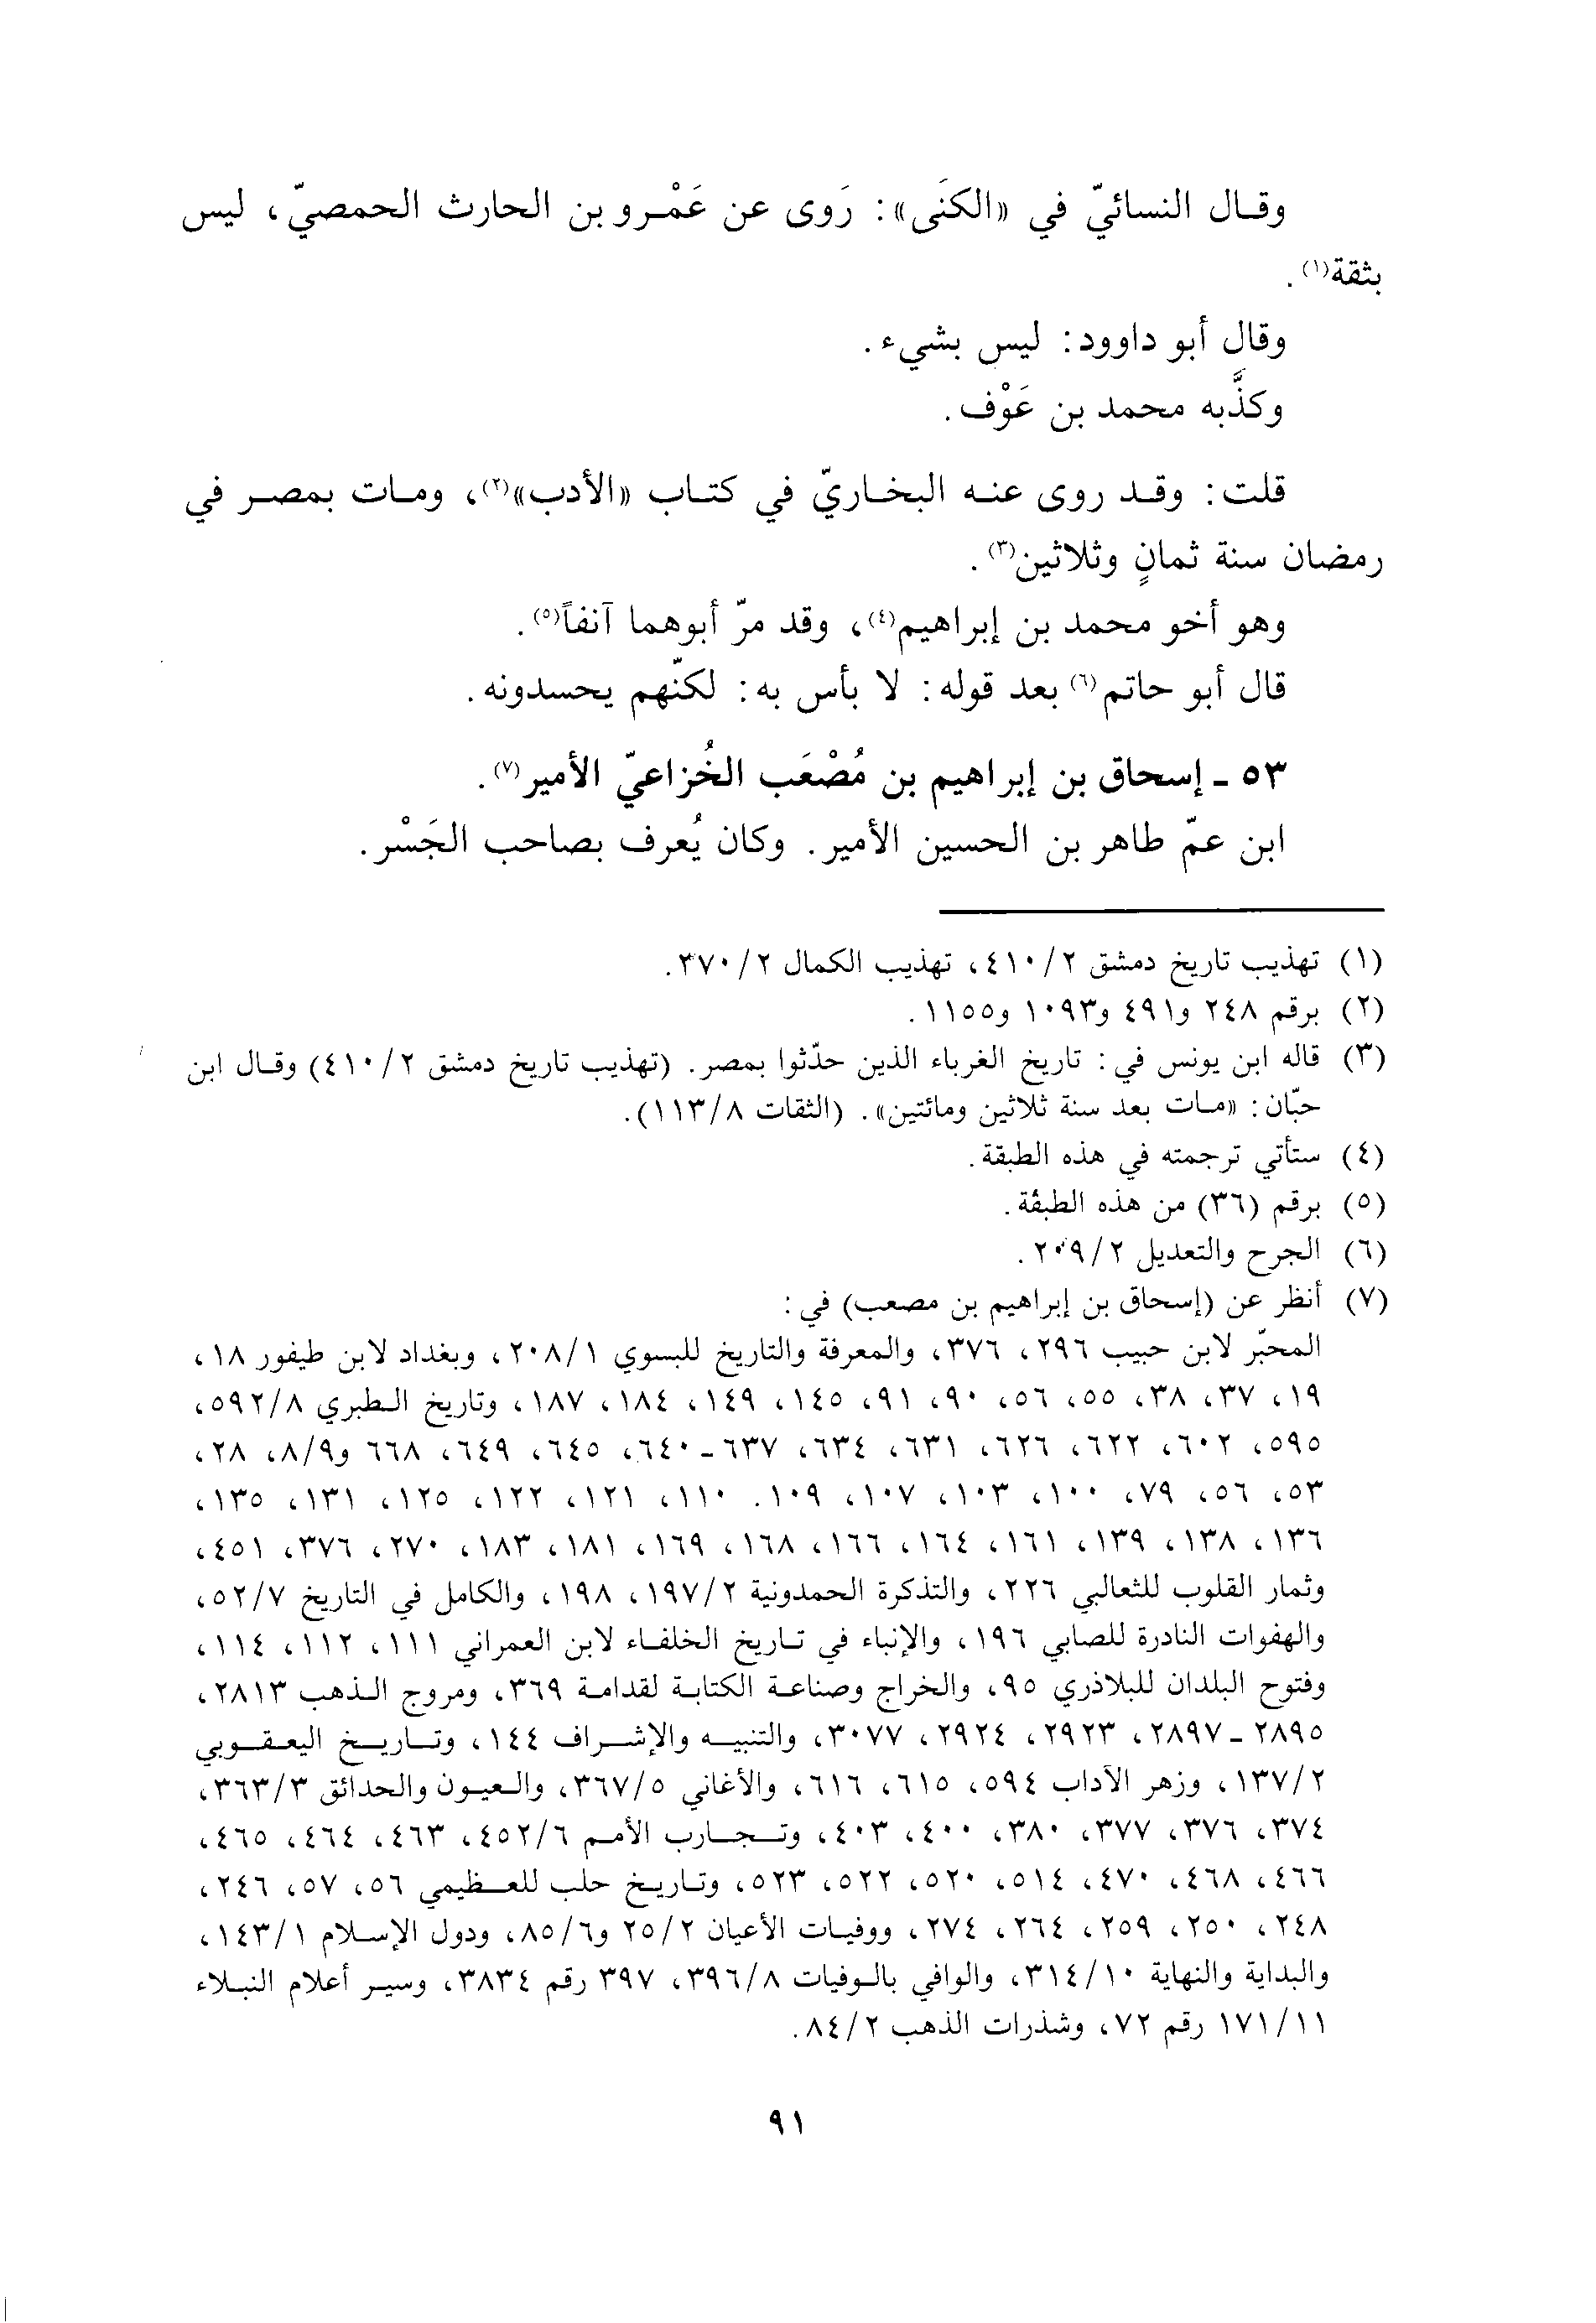 وقال النسائيّ في «الكنَى»: رَوى عن عَمْرو بن الحارث الحمصيّ، ليس
بثقة(١).
وقال أبو داوود: ليس بشيء.
وكذَّبه محمد بن عَوْف.
قلت: وقد روى عنه البخاريّ في كتاب «الأدب»(٢)، ومات بمصر في
رمضان سنة ثمانٍ وثلاثين(٣).
وهو أخو محمد بن إبراهيم(٤)، وقد مرّ أبوهما آنفاً(٥).
قال أبو حاتم(٦) بعد قوله: لا بأس به: لكنّهم يحسدونه.
٥٣ - إسحاق بن إبراهيم بن مُصْعَب الخُزاعيّ الأمير(٧).
ابن عمّ طاهر بن الحسين الأمير. وكان يُعرف بصاحب الجَسْر.
(١) تهذيب تاريخ دمشق ٢/٤١٠، تهذيب الكمال ٢/٣٧٠.
(٢) برقم ٢٤٨ و٤٩١ و١٠٩٣ و١١٥٥.
(٣) قاله ابن يونس في: تاريخ الغرباء الذين حدّثوا بمصر. (تهذيب تاريخ دمشق ٢/٤١٠) وقال ابن
حبّان: «مات بعد سنة ثلاثين ومائتين». (الثقات ٨/١١٣).
(٤) ستأتي ترجمته في هذه الطبقة.
(٥) برقم (٣٦) من هذه الطبقة.
(٦) الجرح والتعديل ٢/٢٠٩.
(٧) أنظر عن (إسحاق بن إبراهيم بن مصعب) في:
المحبّر لابن حبيب ٢٩٦، ٣٧٦، والمعرفة والتاريخ للبسوي ١/٢٠٨، وبغداد لابن طيفور ١٨،
١٩، ٣٧، ٣٨، ٥٥، ٥٦، ٩٠، ٩١، ١٤٥، ١٤٩، ١٨٤، ١٨٧، وتاريخ الطبري ٨/٥٩٢،
٥٩٥، ٦٠٢، ٦٢٢، ٦٢٦، ٦٣١، ٦٣٤، ٦٣٧ - ٦٤٠، ٦٤٥، ٦٤٩، ٦٦٨ و٨/٩، ٢٨،
٥٣، ٥٦، ٧٩، ١٠٠، ١٠٣، ١٠٧، ١٠٩. ١١٠، ١٢١، ١٢٢، ١٢٥، ١٣١، ١٣٥،
١٣٦، ١٣٨، ١٣٩، ١٦١، ١٦٤، ١٦٦، ١٦٨، ١٦٩، ١٨١، ١٨٣، ٢٧٠، ٣٧٦، ٤٥١،
وثمار القلوب للثعالبي ٢٢٦، والتذكرة الحمدونية ٢/١٩٧، ١٩٨، والكامل في التاريخ ٧/٥٢،
والهفوات النادرة للصابي ١٩٦، والإنباء في تاريخ الخلفاء لابن العمراني ١١١، ١١٢، ١١٤،
وفتوح البلدان للبلاذري ٩٥، والخراج وصناعة الكتابة لقدامة ٣٦٩، ومروج الذهب ٢٨١٣،
٢٨٩٥ - ٢٨٩٧، ٢٩٢٣، ٢٩٢٤، ٣٠٧٧، والتنبيه والإشراف ١٤٤، وتاريخ اليعقوبي
٢/١٣٧، وزهر الآداب ٥٩٤، ٦١٥، ٦١٦، والأغاني ٥/٣٦٧، والعيون والحدائق ٣/٣٦٣،
٣٧٤، ٣٧٦، ٣٧٧، ٣٨٠، ٤٠٠، ٤٠٣، وتجارب الأمم ٦/٤٥٢، ٤٦٣، ٤٦٤، ٤٦٥،
٤٦٦، ٤٦٨، ٤٧٠، ٥١٤، ٥٢٠، ٥٢٢، ٥٢٣، وتاريخ حلب للعظيمي ٥٦، ٥٧، ٢٤٦،
٢٤٨، ٢٥٠، ٢٥٩، ٢٦٤، ٢٧٤، ووفيات الأعيان ٢/٢٥ و٦/٨٥، ودول الإسلام ١/١٤٣،
والبداية والنهاية ١٠/٣١٤، والوافي بالوفيات ٨/٣٩٦، ٣٩٧ رقم ٣٨٣٤، وسير أعلام النبلاء
١١/١٧١ رقم ٧٢، وشذرات الذهب ٢/٨٤.
٩١